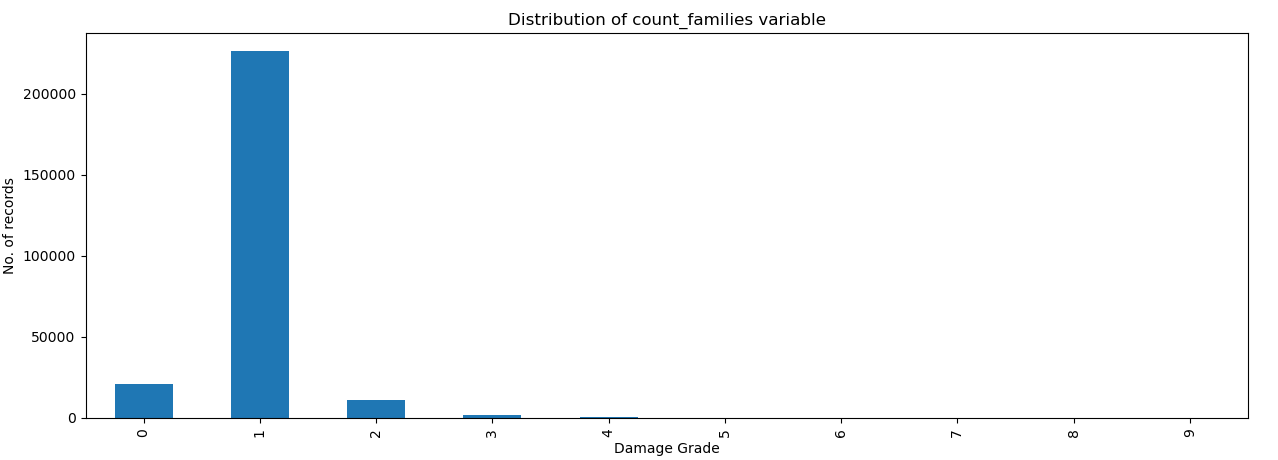 Distribution of count_families variable
No. of records
200000
150000
100000
50000
0
0 1 2 3 4 5 6 7 8 9
Damage Grade